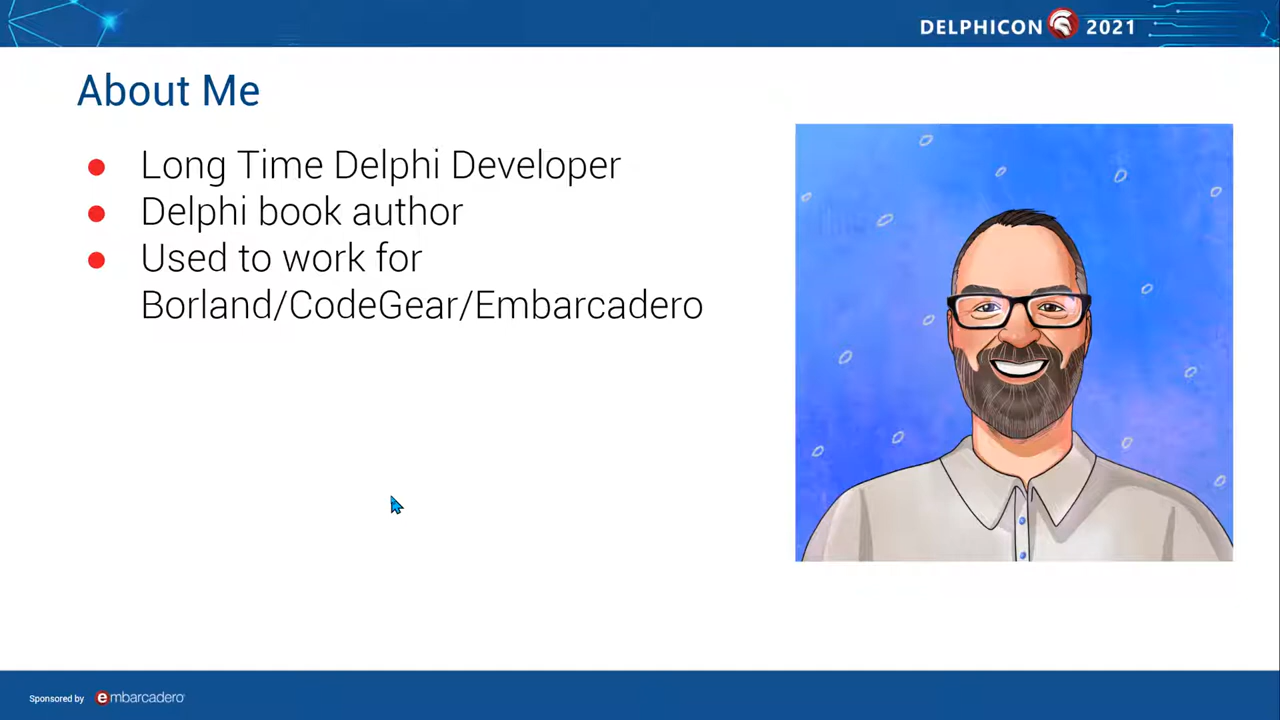 DELPHICON 2021
About Me
Long Time Delphi Developer
Delphi book author
Used to work for
Borland/CodeGear/Embarcadero
Sponsored by embarcadero